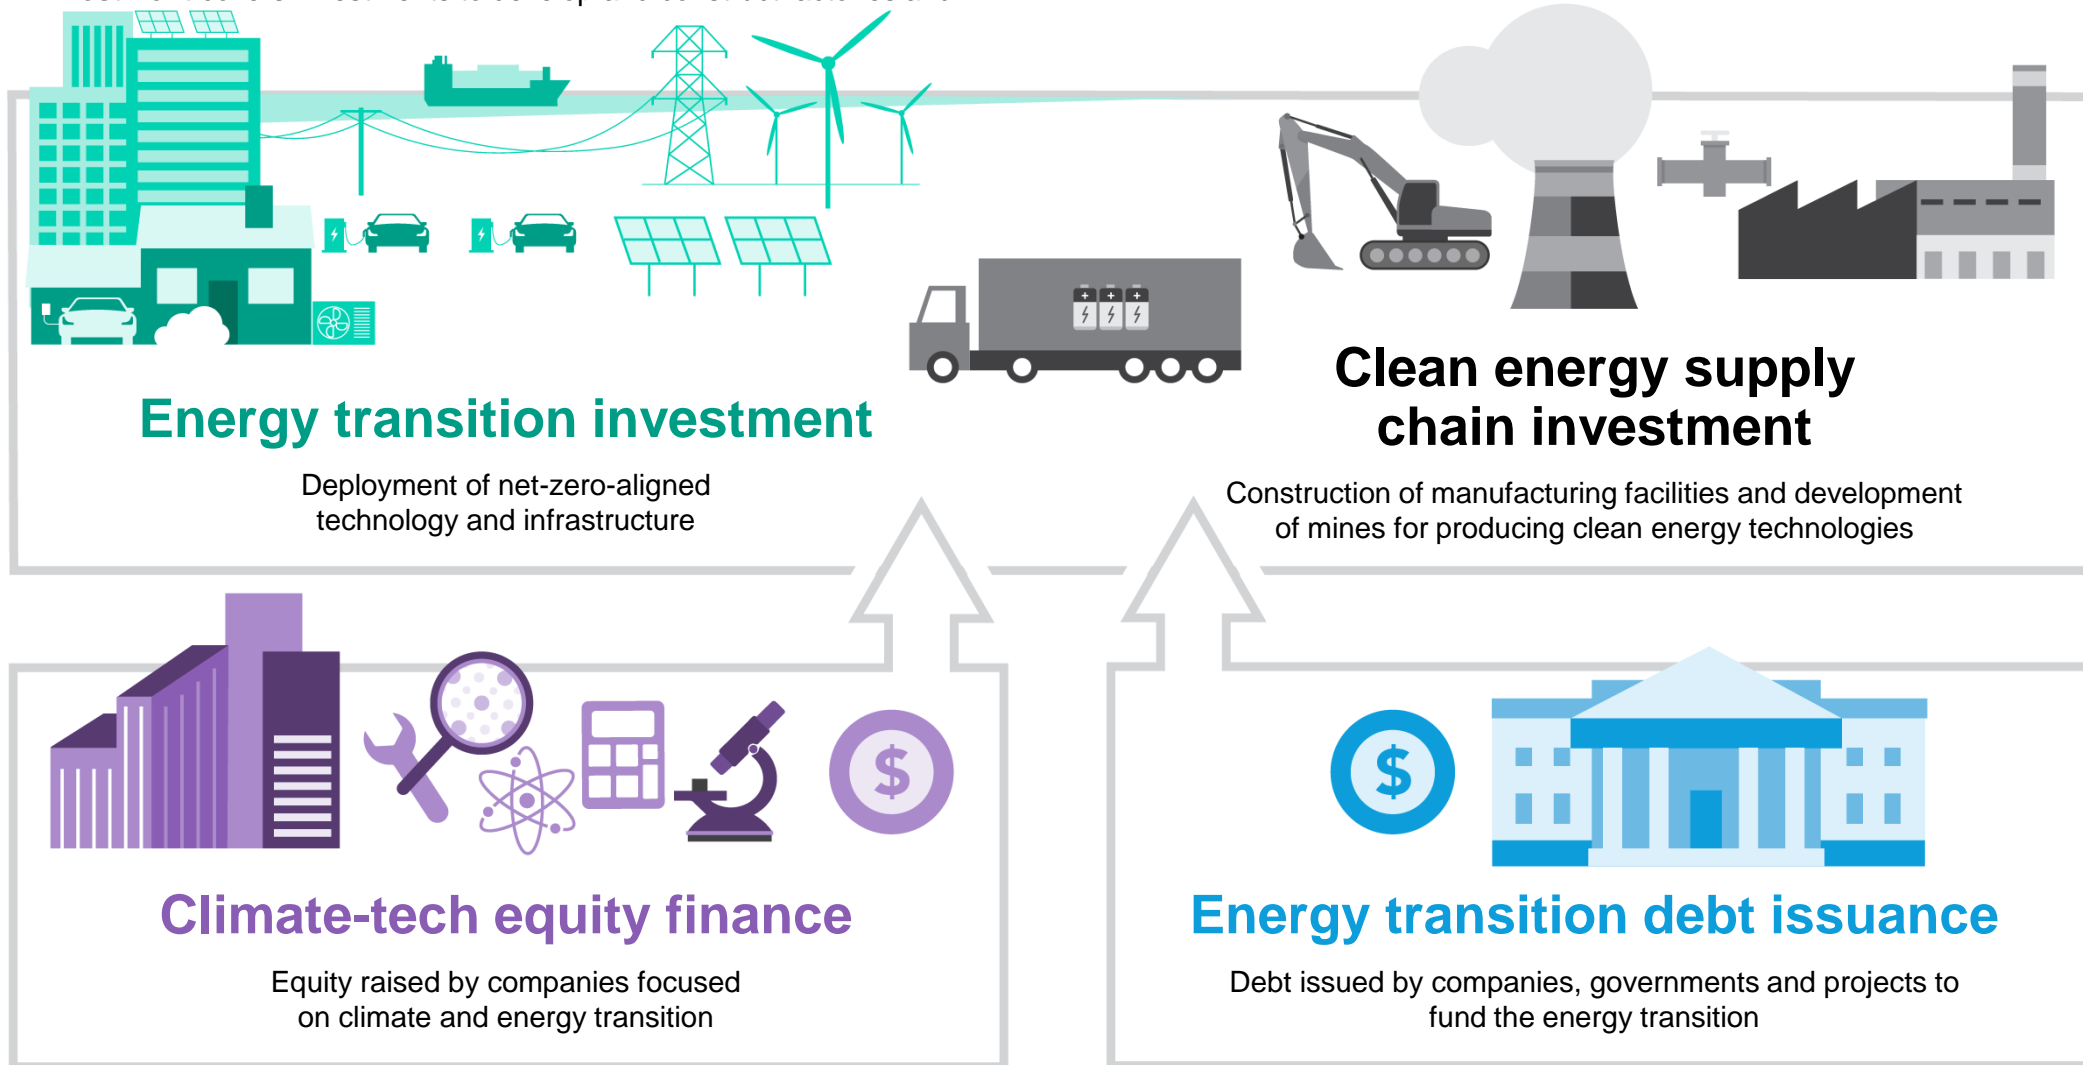 Energy transition investment
Deployment of net-zero-aligned
technology and infrastructure
Clean energy supply
chain investment
Construction of manufacturing facilities and development
of mines for producing clean energy technologies
$
Climate-tech equity finance
Equity raised by companies focused
on climate and energy transition
$
Energy transition debt issuance
Debt issued by companies, governments and projects to
fund the energy transition